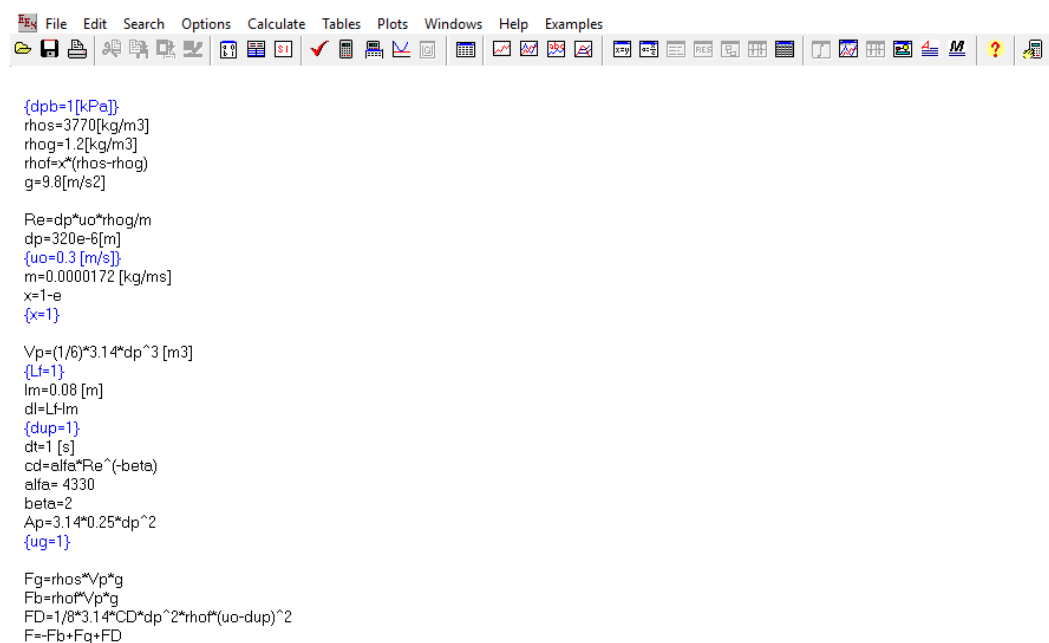 File Edit Search Options Calculate Tables Plots Windows Help Examples
{dpb=1[kPa]}
rhos=3770[kg/m3]
rhog=1.2[kg/m3]
rhof=x*(rhos-rhog)
g=9.8[m/s2]
Re=dp*uo*rhog/m
dp=320e-6[m]
{uo=0.3 [m/s]}
m=0.0000172 [kg/ms]
x=1-e
{x=1}
Vp=(1/6)*3.14*dp^3 [m3]
{Lf=1}
lm=0.08 [m]
dl=Lf-lm
{dup=1}
dt=1 [s]
cd=alfa*Re^(-beta)
alfa= 4330
beta=2
Ap=3.14*0.25*dp^2
{ug=1}
Fg=rhos*Vp*g
Fb=rhof*Vp*g
FD=1/8*3.14*CD*dp^2*rhof*(uo-dup)^2
F=-Fb+Fg+FD